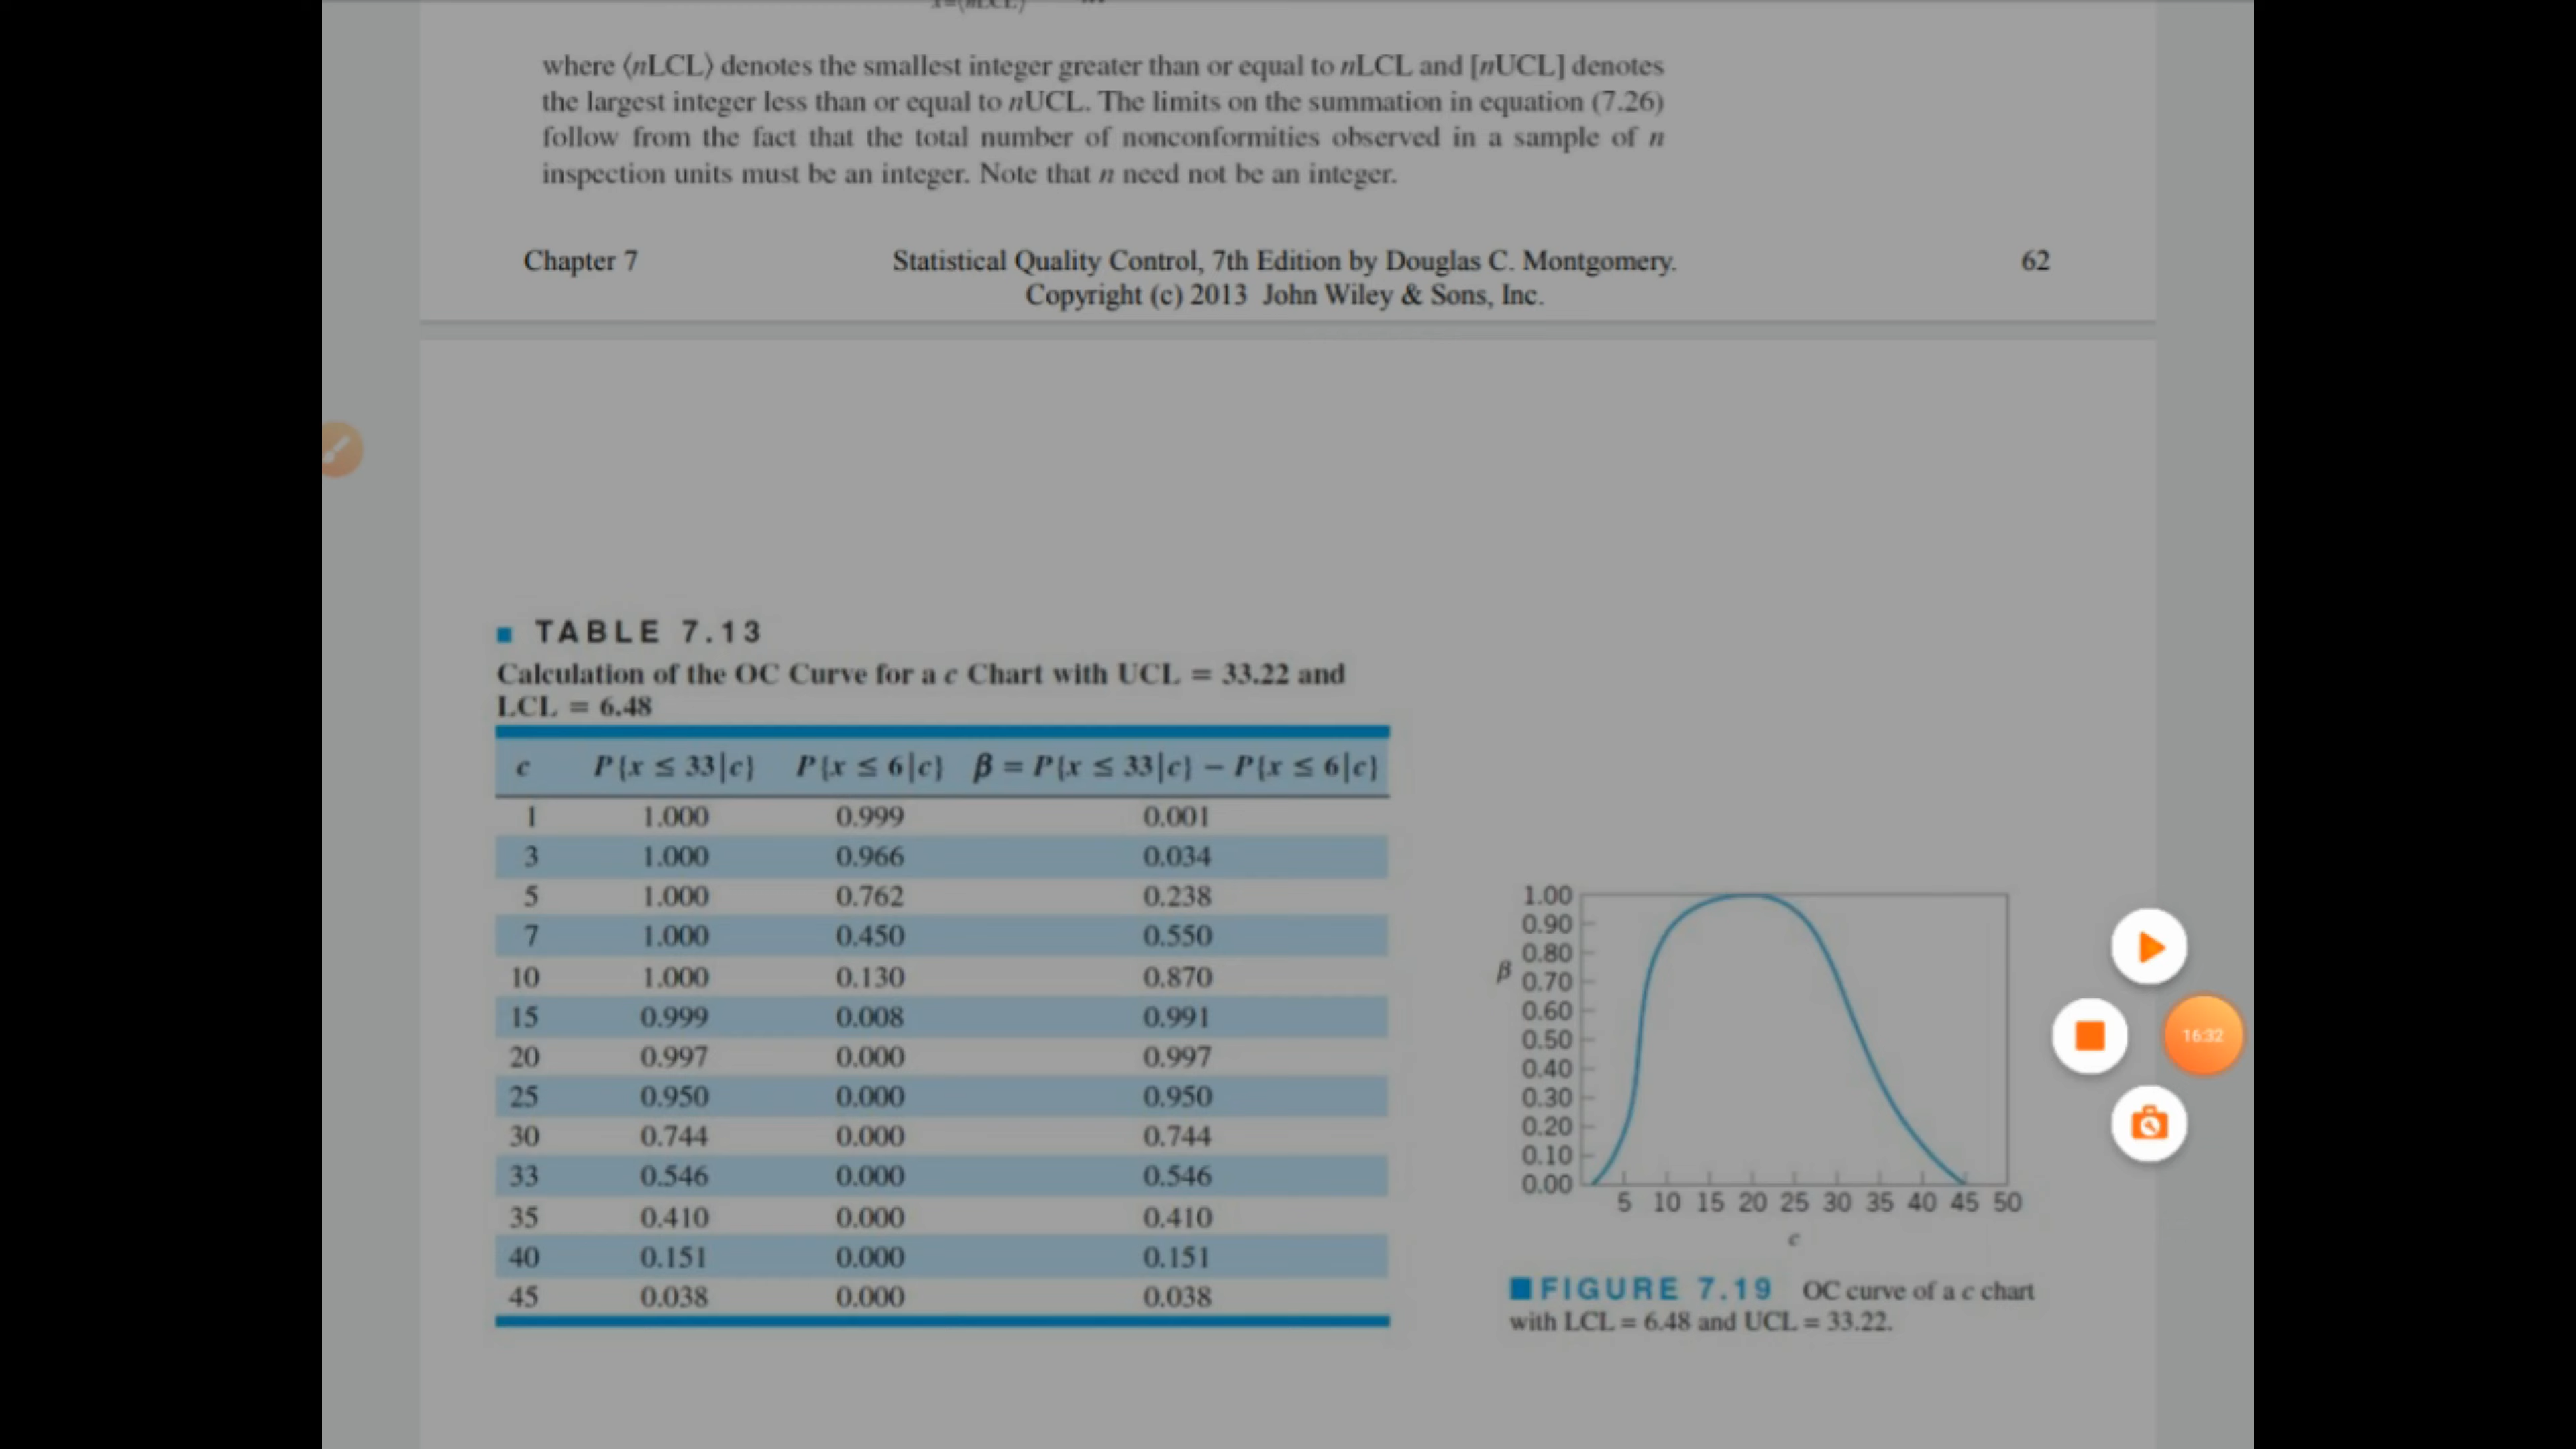 where ⟨nLCL⟩ denotes the smallest integer greater than or equal to nLCL and [nUCL] denotes
the largest integer less than or equal to nUCL. The limits on the summation in equation (7.26)
follow from the fact that the total number of nonconformities observed in a sample of n
inspection units must be an integer. Note that n need not be an integer.
Chapter 7 Statistical Quality Control, 7th Edition by Douglas C. Montgomery. 62
Copyright (c) 2013 John Wiley & Sons, Inc.
TABLE 7.13
Calculation of the OC Curve for a c Chart with UCL = 33.22 and
LCL = 6.48
c P{x ≤ 33|c} P{x ≤ 6|c} β = P{x ≤ 33|c} − P{x ≤ 6|c}
1 1.000 0.999 0.001
3 1.000 0.966 0.034
5 1.000 0.762 0.238
7 1.000 0.450 0.550
10 1.000 0.130 0.870
15 0.999 0.008 0.991
20 0.997 0.000 0.997
25 0.950 0.000 0.950
30 0.744 0.000 0.744
33 0.546 0.000 0.546
35 0.410 0.000 0.410
40 0.151 0.000 0.151
45 0.038 0.000 0.038
1.00
0.90
0.80
β
0.70
0.60
0.50
0.40
0.30
0.20
0.10
0.00
5 10 15 20 25 30 35 40 45 50
c
FIGURE 7.19 OC curve of a c chart
with LCL = 6.48 and UCL = 33.22.
16:32